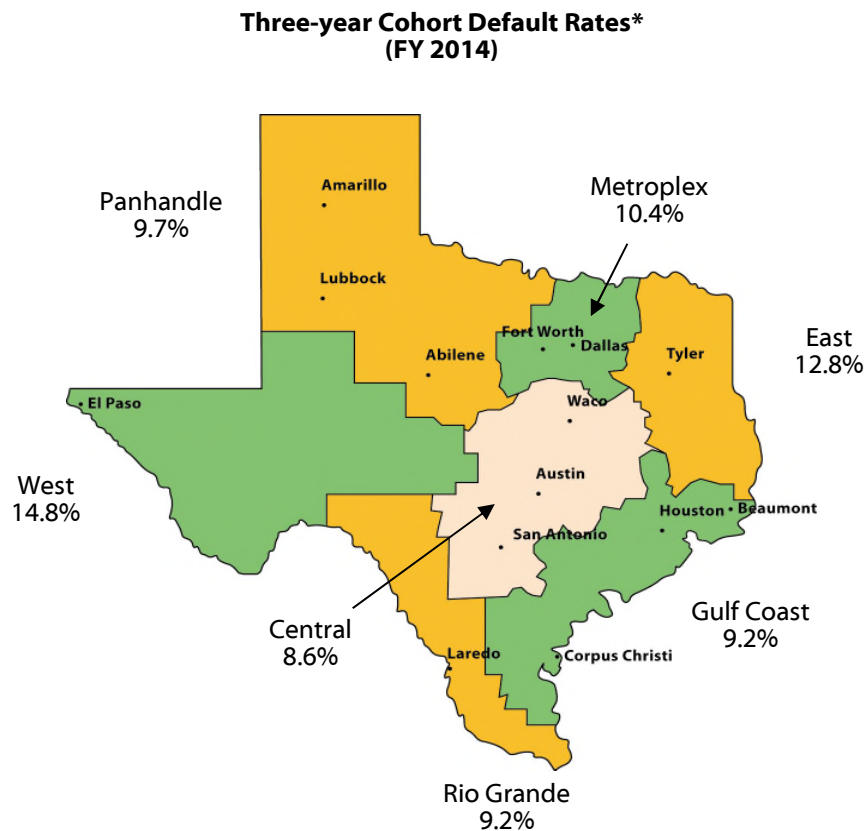 Three-year Cohort Default Rates*
(FY 2014)
Panhandle
9.7%
Amarillo
Metroplex
10.4%
Lubbock
Fort Worth
Dallas
Abilene
Tyler
East
12.8%
El Paso
Waco
West
14.8%
Austin
Houston
Beaumont
San Antonio
Central
8.6%
Gulf Coast
9.2%
Laredo
Corpus Christi
Rio Grande
9.2%